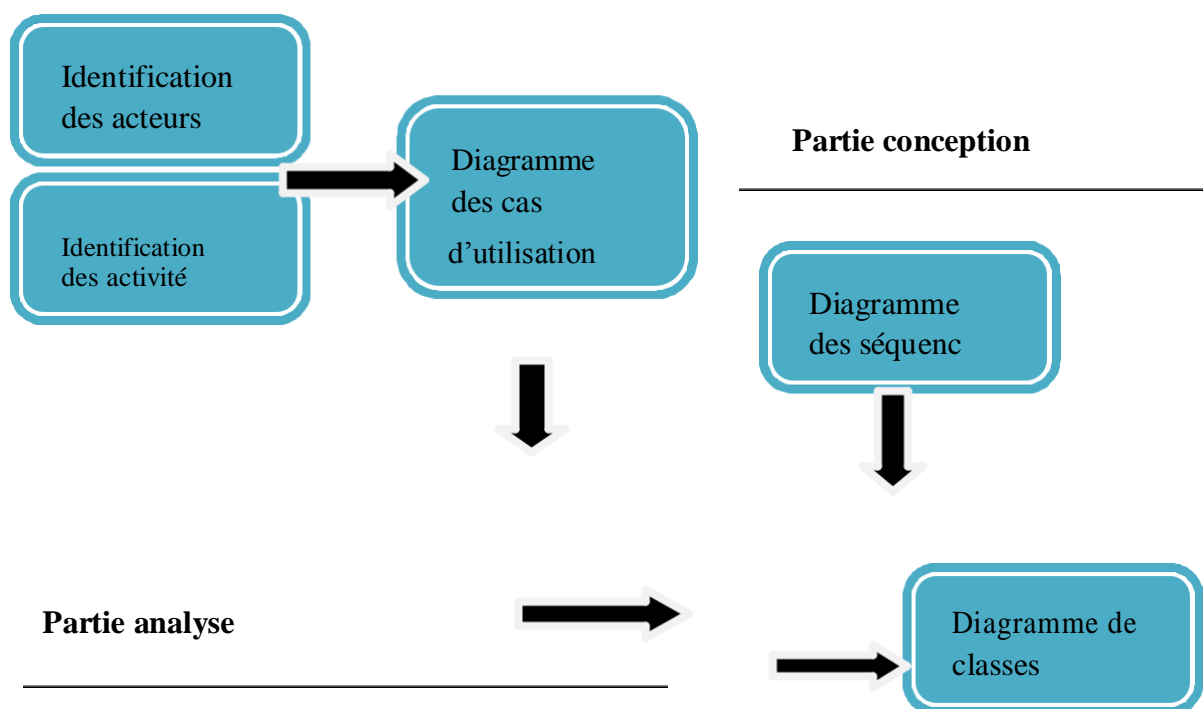 Identification
des acteurs
Identification
des activité
Diagramme
des cas
d’utilisation
Partie conception
Diagramme
des séquenc
Partie analyse
Diagramme de
classes